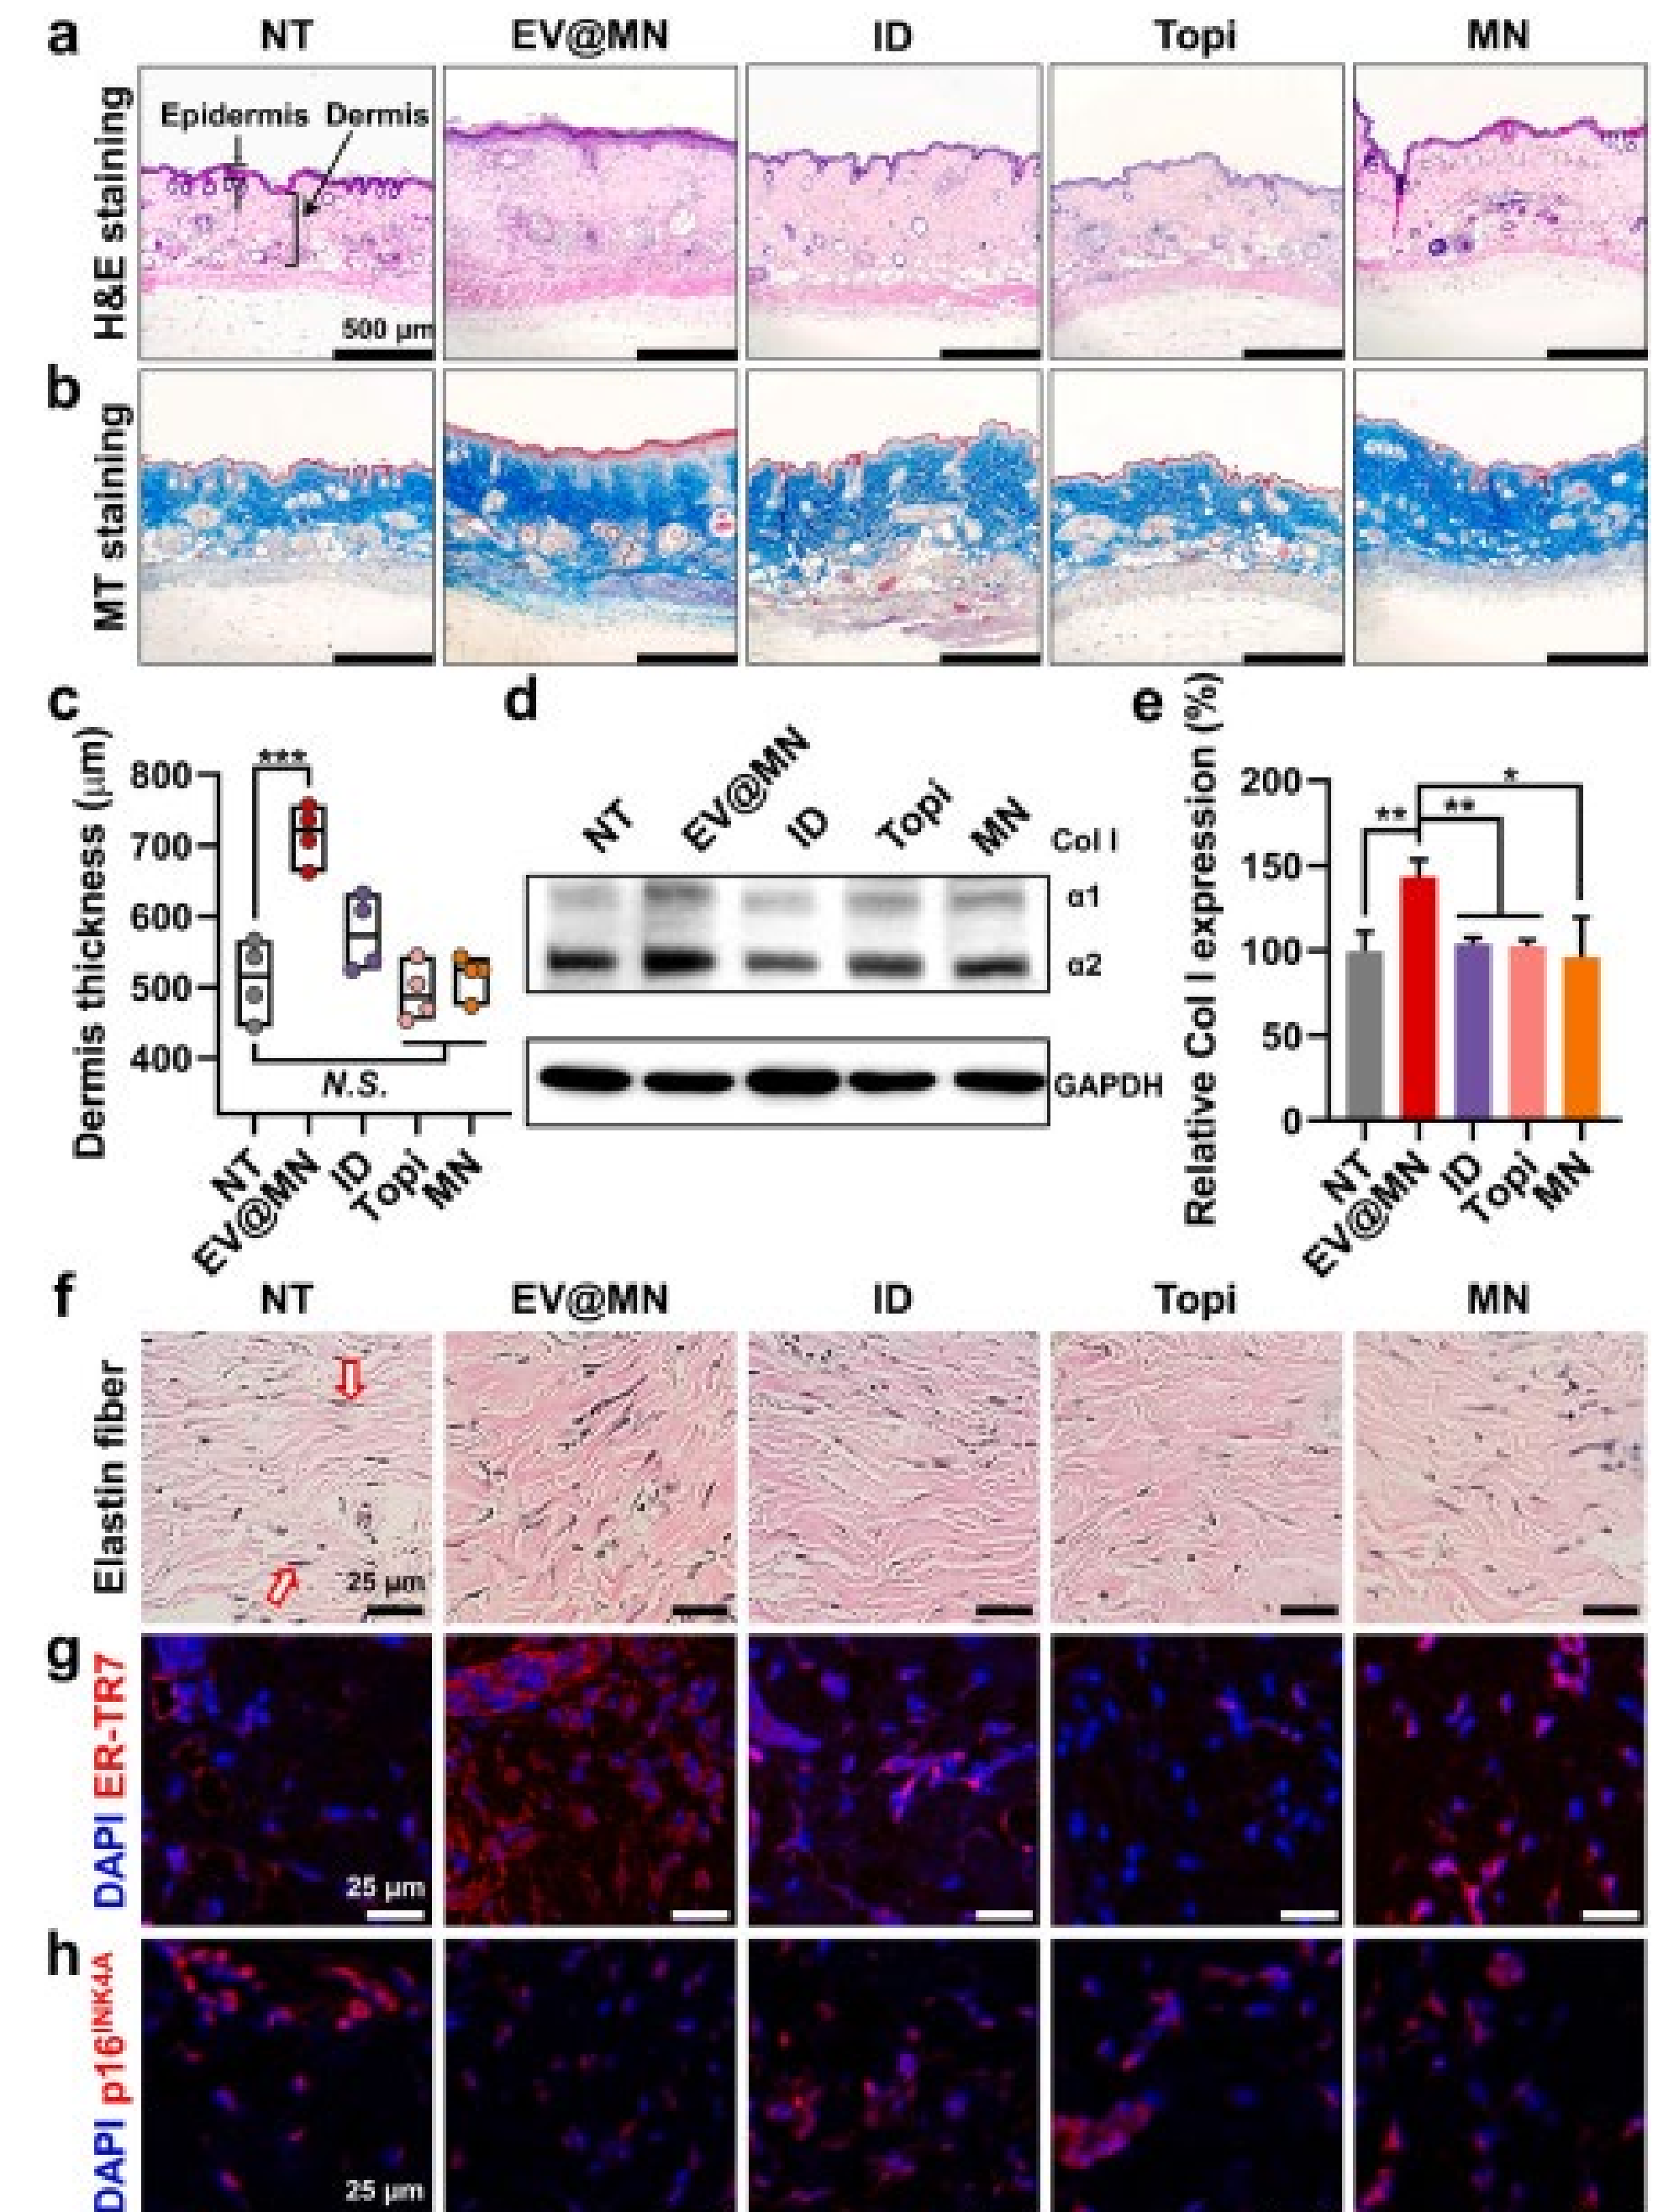 a
NT EV@MN ID Topi MN
H&E staining
Epidermis Dermis
500 µm
b
MT staining
c
Dermis thickness (µm)
800
700
600
500
400
***
N.S.
NT EV@MN ID Topi MN
d
NT EV@MN ID Topi MN
Col I
α1
α2
GAPDH
e
Relative Col I expression (%)
200
150
100
50
0
** ** *
NT EV@MN ID Topi MN
f
NT EV@MN ID Topi MN
Elastin fiber
25 µm
g
DAPI ER-TR7
25 µm
h
DAPI p16INK4A
25 µm